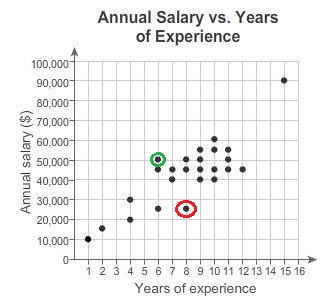 Annual Salary vs. Years
of Experience
Annual salary ($)
100,000
90,000
80,000
70,000
60,000
50,000
40,000
30,000
20,000
10,000
0
1 2 3 4 5 6 7 8 9 10 11 12 13 14 15 16
Years of experience